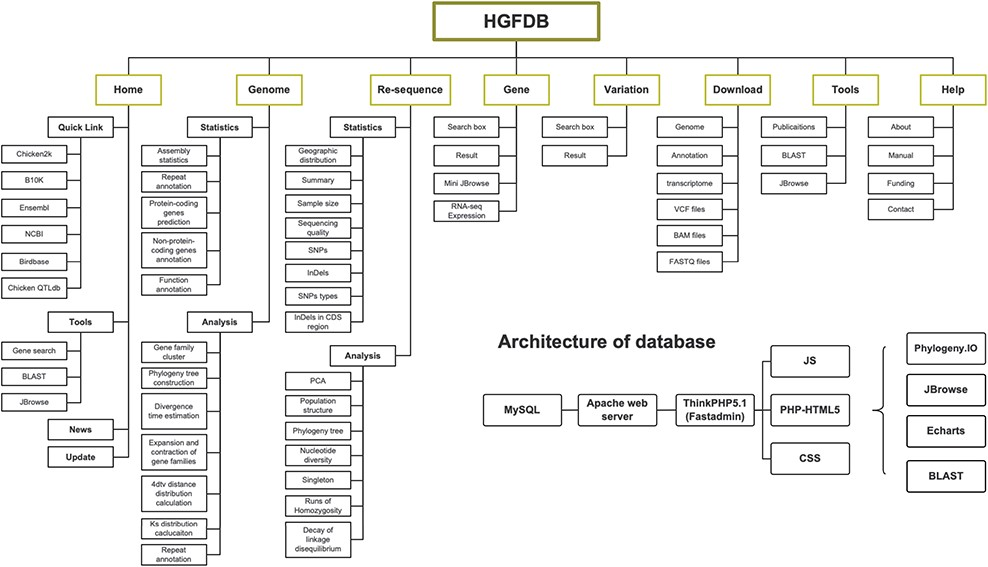 HGFDB
Home
Genome
Re-sequence
Gene
Variation
Download
Tools
Help
Quick Link
Chicken2k
B10K
Ensembl
NCBI
Birdbase
Chicken QTLdb
Tools
Gene search
BLAST
JBrowse
News
Update
Statistics
Assembly
statistics
Repeat
annotation
Protein-coding
genes
prediction
Non-protein-
coding genes
annotation
Function
annotation
Analysis
Gene family
cluster
Phylogeny tree
construction
Divergence
time estimation
Expansion and
contraction of
gene families
4dtv distance
distribution
calculation
Ks distribution
caclucaiton
Repeat
annotation
Statistics
Geographic
distribution
Summary
Sample size
Sequencing
quality
SNPs
InDels
SNPs types
InDels in CDS
region
Analysis
PCA
Population
structure
Phylogeny tree
Nucleotide
diversity
Singleton
Runs of
Homozygosity
Decay of
linkage
disequilibrium
Search box
Result
Mini JBrowse
RNA-seq
Expression
Search box
Result
Genome
Annotation
transcriptome
VCF files
BAM files
FASTQ files
Publicaitions
BLAST
JBrowse
About
Manual
Funding
Contact
Architecture of database
MySQL
Apache web
server
ThinkPHP5.1
(Fastadmin)
JS
PHP-HTML5
CSS
Phylogeny.IO
JBrowse
Echarts
BLAST